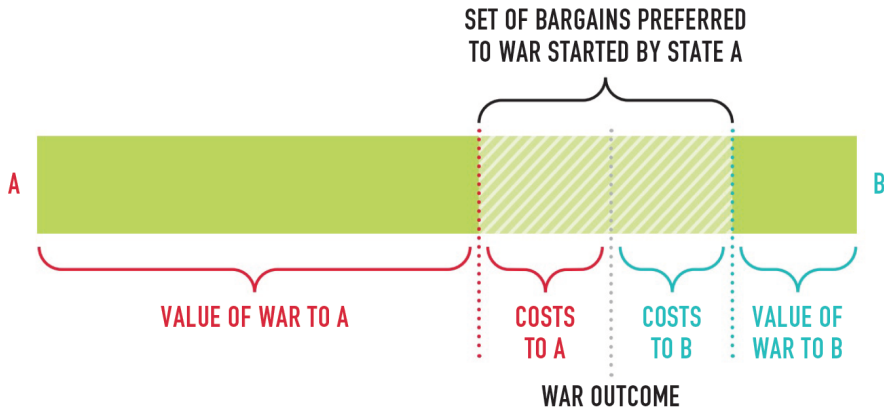 SET OF BARGAINS PREFERRED
TO WAR STARTED BY STATE A
A
B
VALUE OF WAR TO A
COSTS
TO A
COSTS
TO B
VALUE OF
WAR TO B
WAR OUTCOME